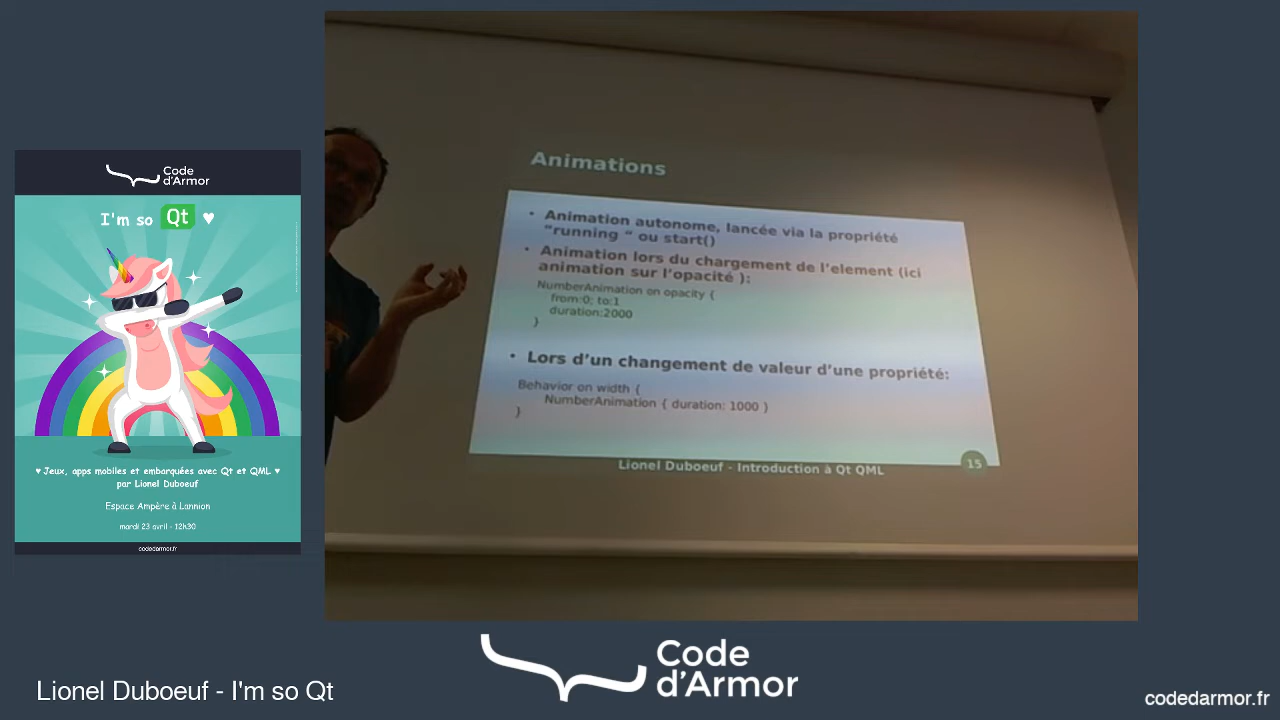 Code
d'Armor
I'm so Qt ♥
♥ Jeux, apps mobiles et embarquées avec Qt et QML ♥
par Lionel Duboeuf
Espace Ampère à Lannion
mardi 23 avril - 12h30
codedarmor.fr
Animations
• Animation autonome, lancée via la propriété
“running “ ou start()
• Animation lors du chargement de l’element (ici
animation sur l’opacité ):
NumberAnimation on opacity {
from:0; to:1
duration:2000
}
• Lors d’un changement de valeur d’une propriété:
Behavior on width {
NumberAnimation { duration: 1000 }
}
Lionel Duboeuf - Introduction à Qt QML
15
Lionel Duboeuf - I'm so Qt
Code
d'Armor
codedarmor.fr